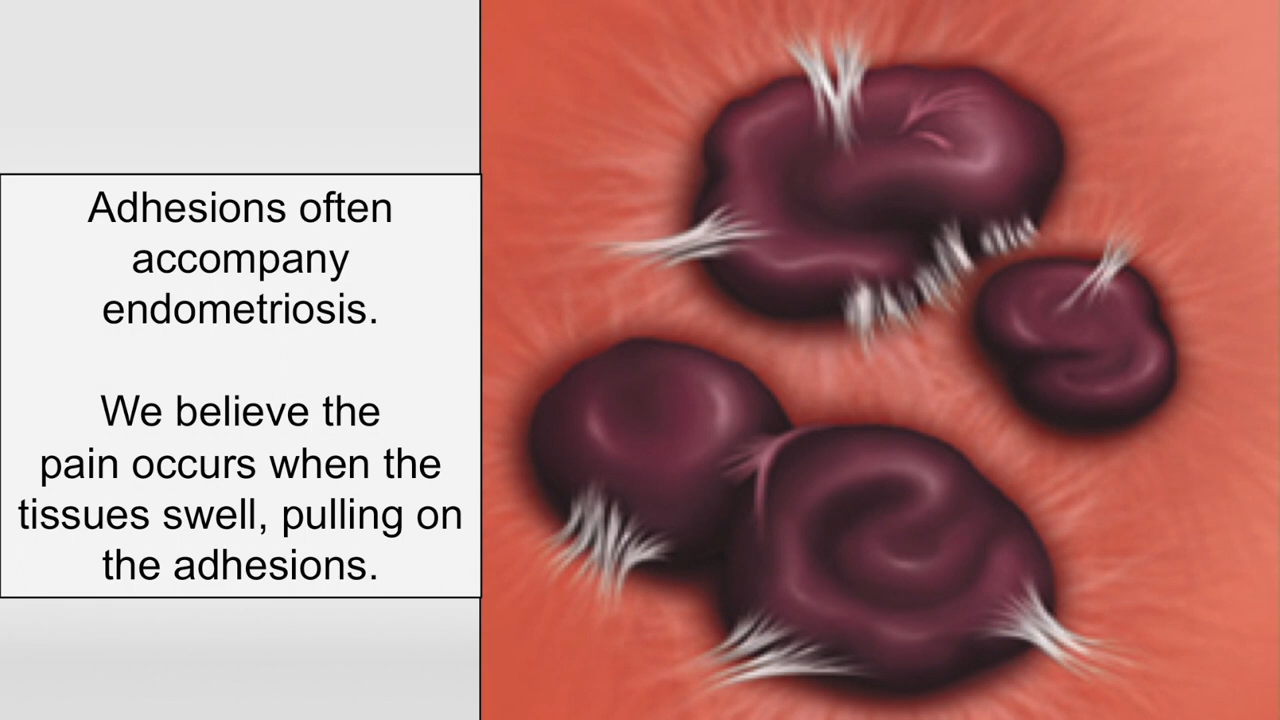 Adhesions often
accompany
endometriosis.
We believe the
pain occurs when the
tissues swell, pulling on
the adhesions.